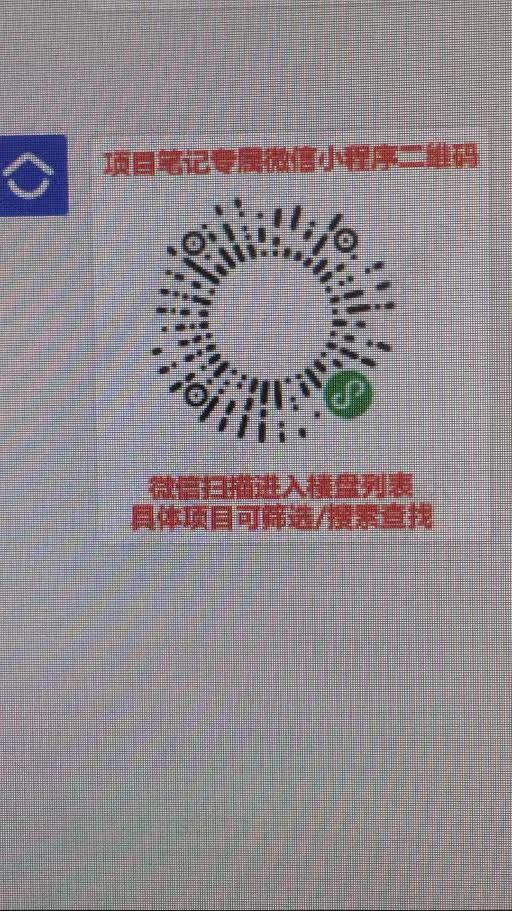 项目笔记专属微信小程序二维码
微信扫描进入楼盘列表
具体项目可筛选/搜索查找